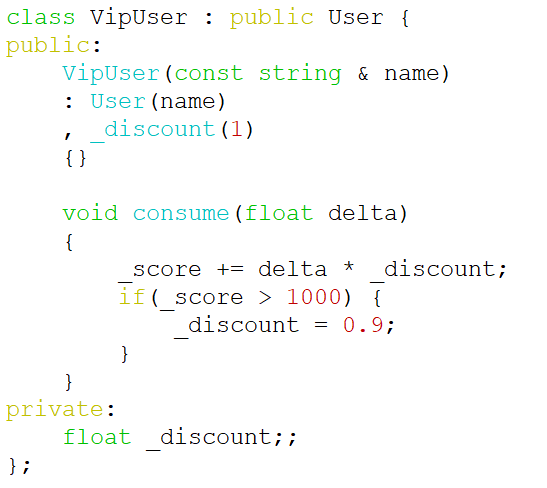 class VipUser : public User {
public:
    VipUser(const string & name)
    : User(name)
    , _discount(1)
    {}

    void consume(float delta)
    {
        _score += delta * _discount;
        if(_score > 1000) {
            _discount = 0.9;
        }
    }
private:
    float _discount;;
};